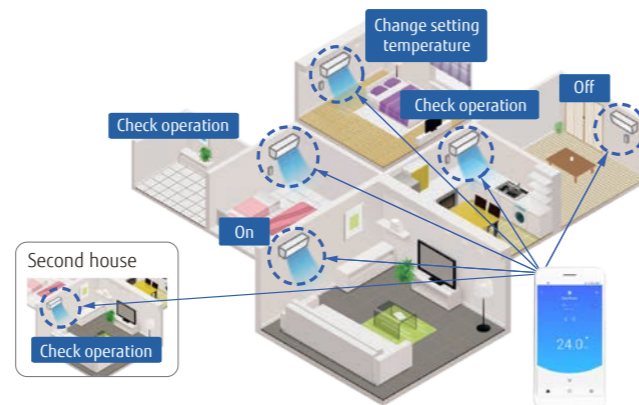 Change setting
temperature
Off
Check operation
Check operation
On
Second house
Check operation
24.0